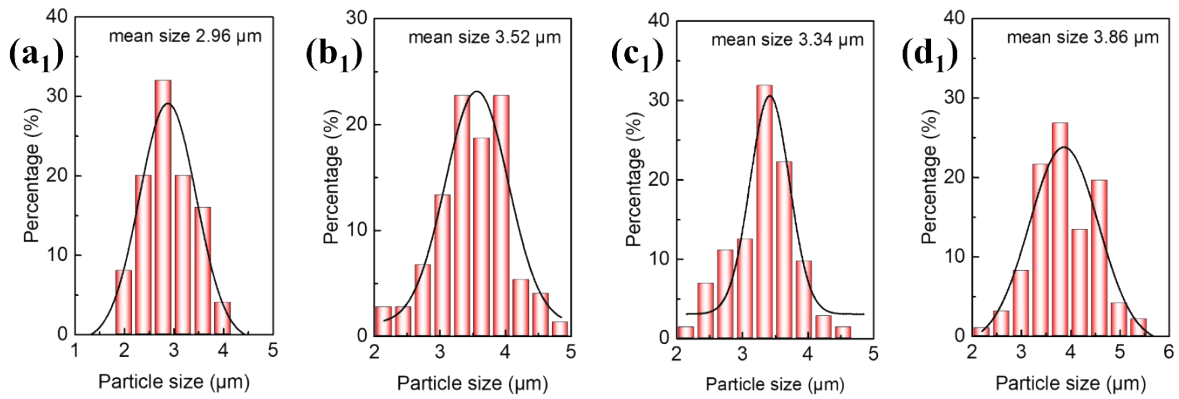 (a1)
mean size 2.96 µm
Percentage (%)
40
30
20
10
0
1 2 3 4 5
Particle size (µm)
(b1)
mean size 3.52 µm
Percentage (%)
30
20
10
0
2 3 4 5
Particle size (µm)
(c1)
mean size 3.34 µm
Percentage (%)
40
30
20
10
0
2 3 4 5
Particle size (µm)
(d1)
mean size 3.86 µm
Percentage (%)
40
30
20
10
0
2 3 4 5 6
Particle size (µm)